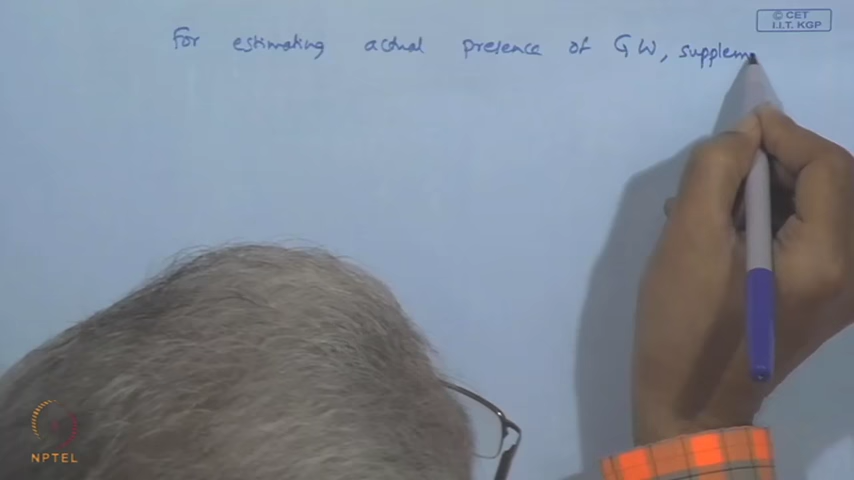 © CET
I.I.T. KGP
For estimating actual presence of GW, supplem
NPTEL